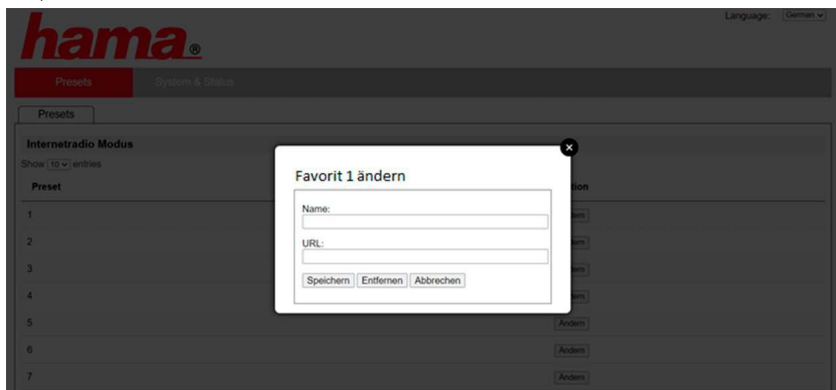 Language: German
hama®
Presets System & Status
Presets
Internetradio Modus
Show 10 entries
Preset
1
2
3
4
5 Ändern
6 Ändern
7 Ändern
×
Favorit 1 ändern
Name:
URL:
Speichern Entfernen Abbrechen